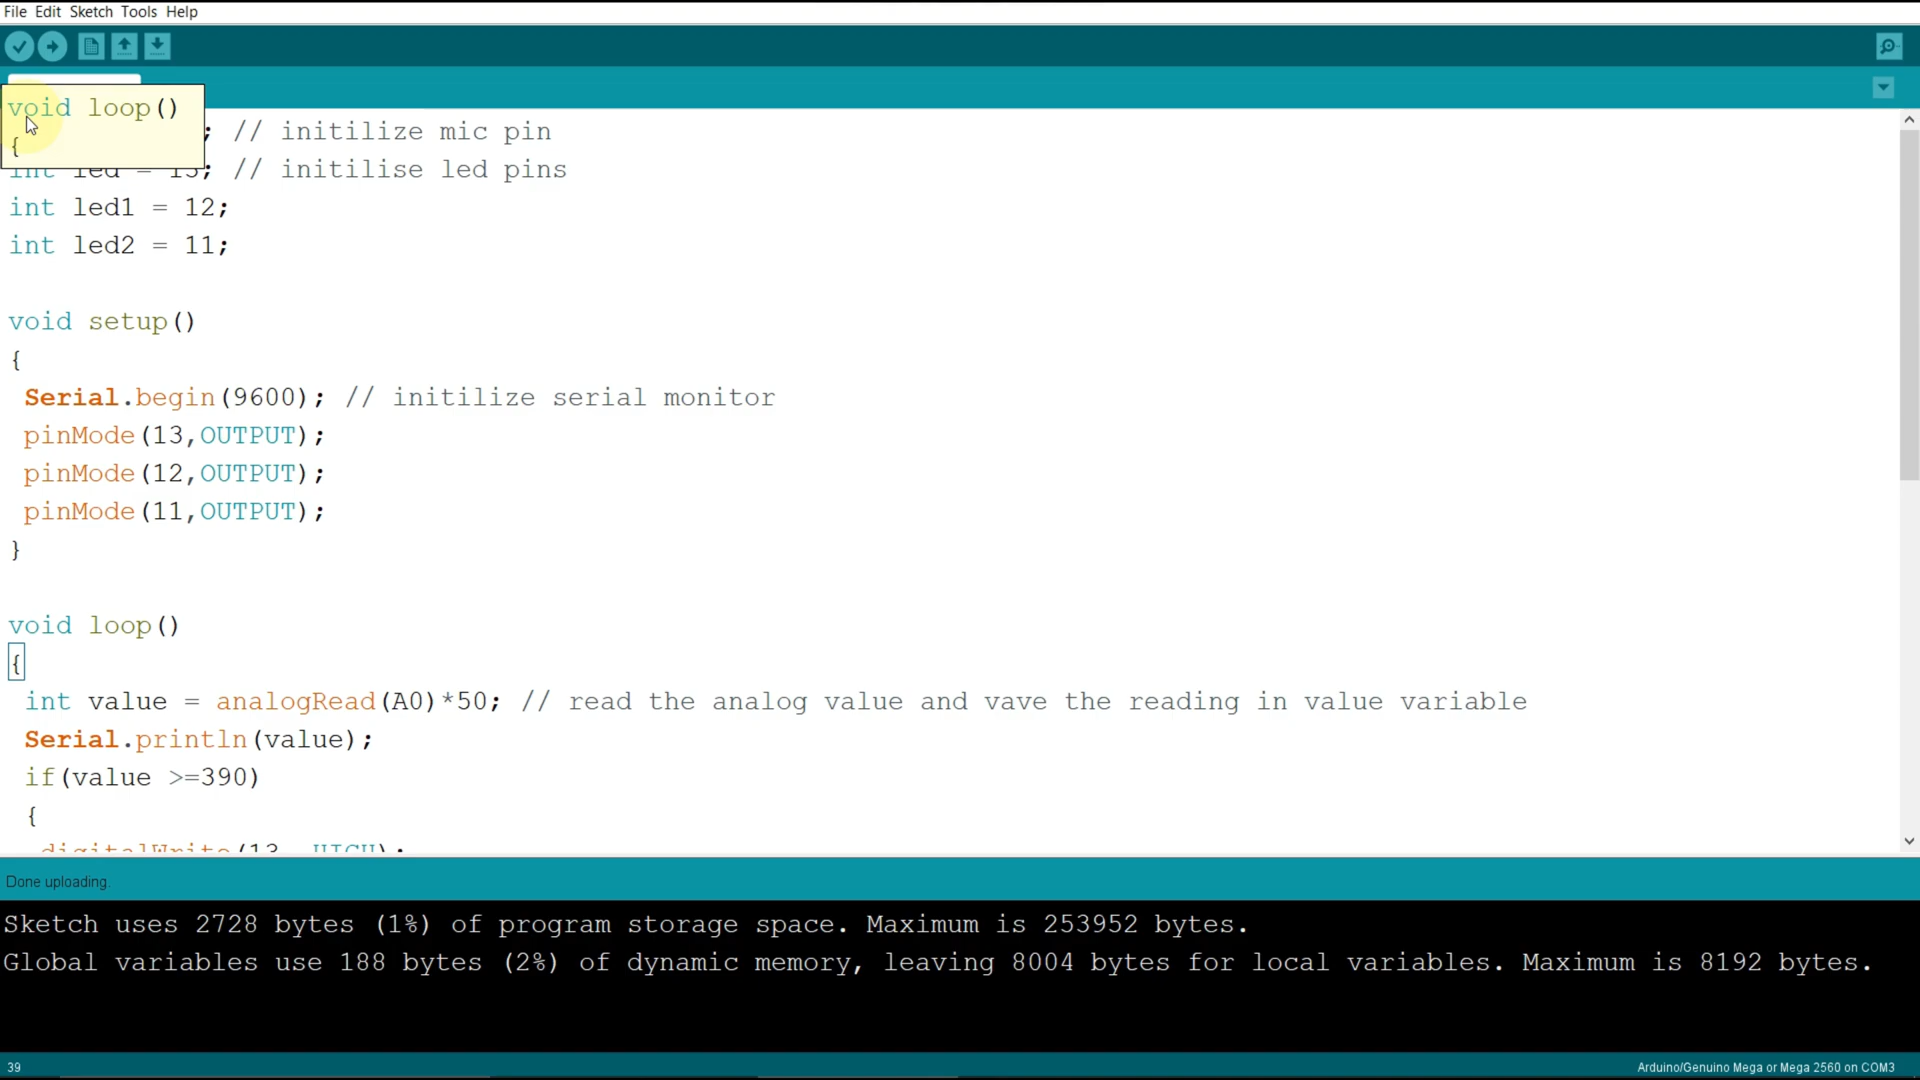 File Edit Sketch Tools Help
void loop()
{
; // initilize mic pin
int led = 13; // initilise led pins
int led1 = 12;
int led2 = 11;
void setup()
{
Serial.begin(9600); // initilize serial monitor
pinMode(13,OUTPUT);
pinMode(12,OUTPUT);
pinMode(11,OUTPUT);
}
void loop()
{
int value = analogRead(A0)*50; // read the analog value and vave the reading in value variable
Serial.println(value);
if(value >=390)
{
digitalWrite(13, HIGH);
Done uploading.
Sketch uses 2728 bytes (1%) of program storage space. Maximum is 253952 bytes.
Global variables use 188 bytes (2%) of dynamic memory, leaving 8004 bytes for local variables. Maximum is 8192 bytes.
39
Arduino/Genuino Mega or Mega 2560 on COM3